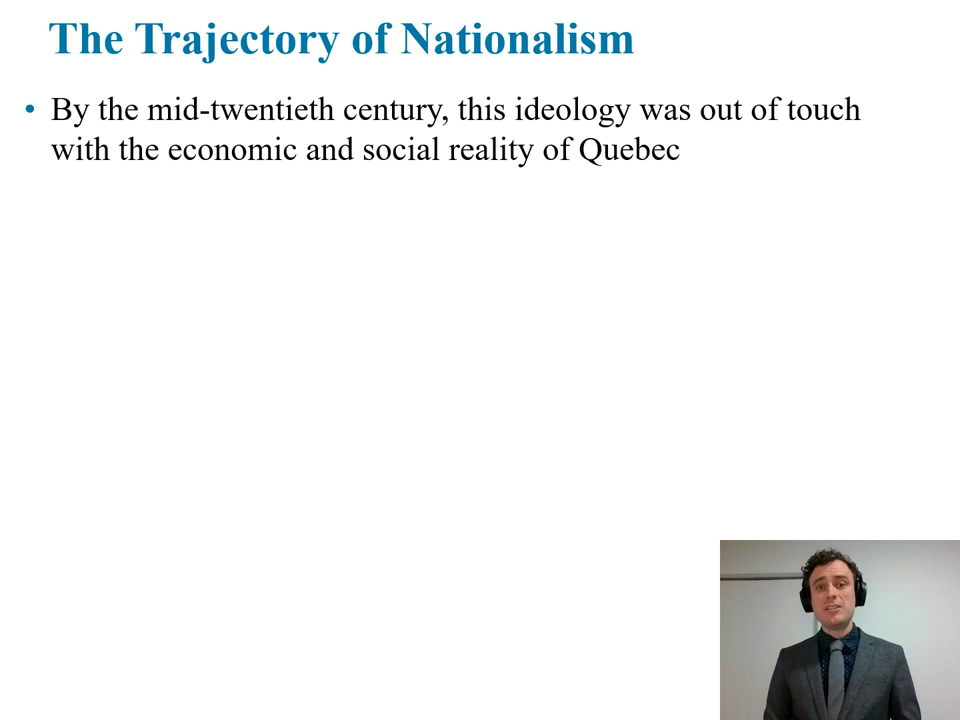 The Trajectory of Nationalism
• By the mid-twentieth century, this ideology was out of touch
with the economic and social reality of Quebec